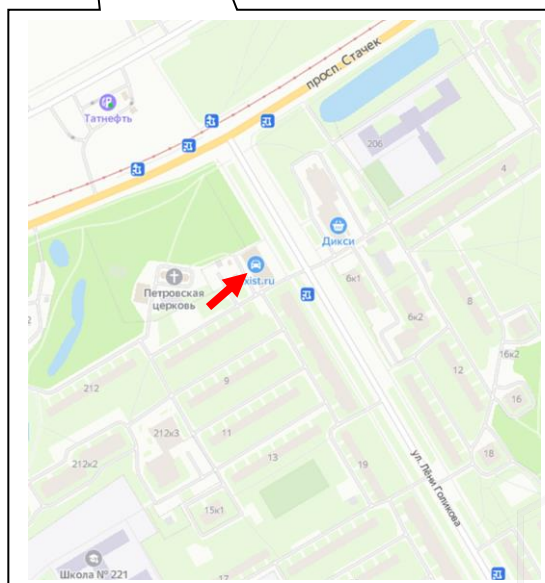 просп. Стачек
Татнефть
206
4
Дикси
Петровская
церковь
xist.ru
6к1
6к2
8
16к2
16
12
212
9
11
212к3
13
212к2
19
18
ул. Лёни Голикова
15к1
Школа № 221
17